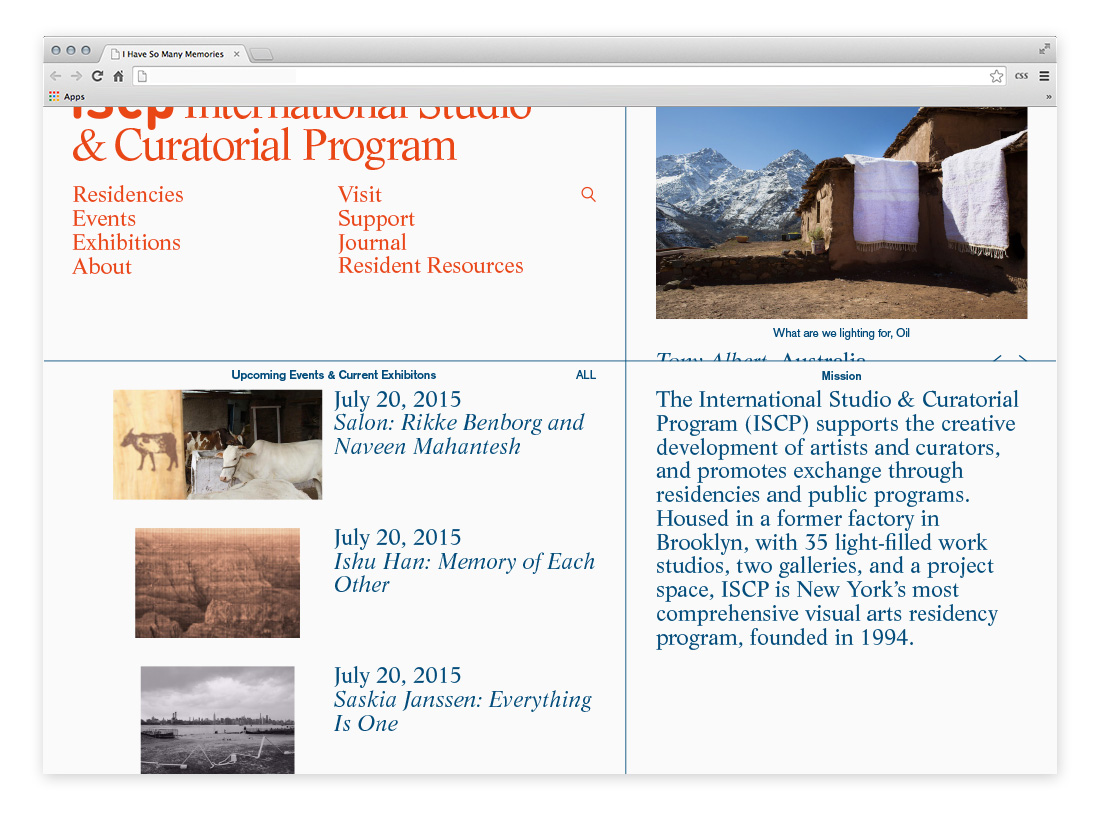 I Have So Many Memories
CSS
Apps
»
iscp International Studio
& Curatorial Program
Residencies
Events
Exhibitions
About
Visit
Support
Journal
Resident Resources
What are we lighting for, Oil
Tony Albert, Australia
Upcoming Events & Current Exhibitons
ALL
July 20, 2015
Salon: Rikke Benborg and
Naveen Mahantesh
July 20, 2015
Ishu Han: Memory of Each
Other
July 20, 2015
Saskia Janssen: Everything
Is One
Mission
The International Studio & Curatorial
Program (ISCP) supports the creative
development of artists and curators,
and promotes exchange through
residencies and public programs.
Housed in a former factory in
Brooklyn, with 35 light-filled work
studios, two galleries, and a project
space, ISCP is New York’s most
comprehensive visual arts residency
program, founded in 1994.